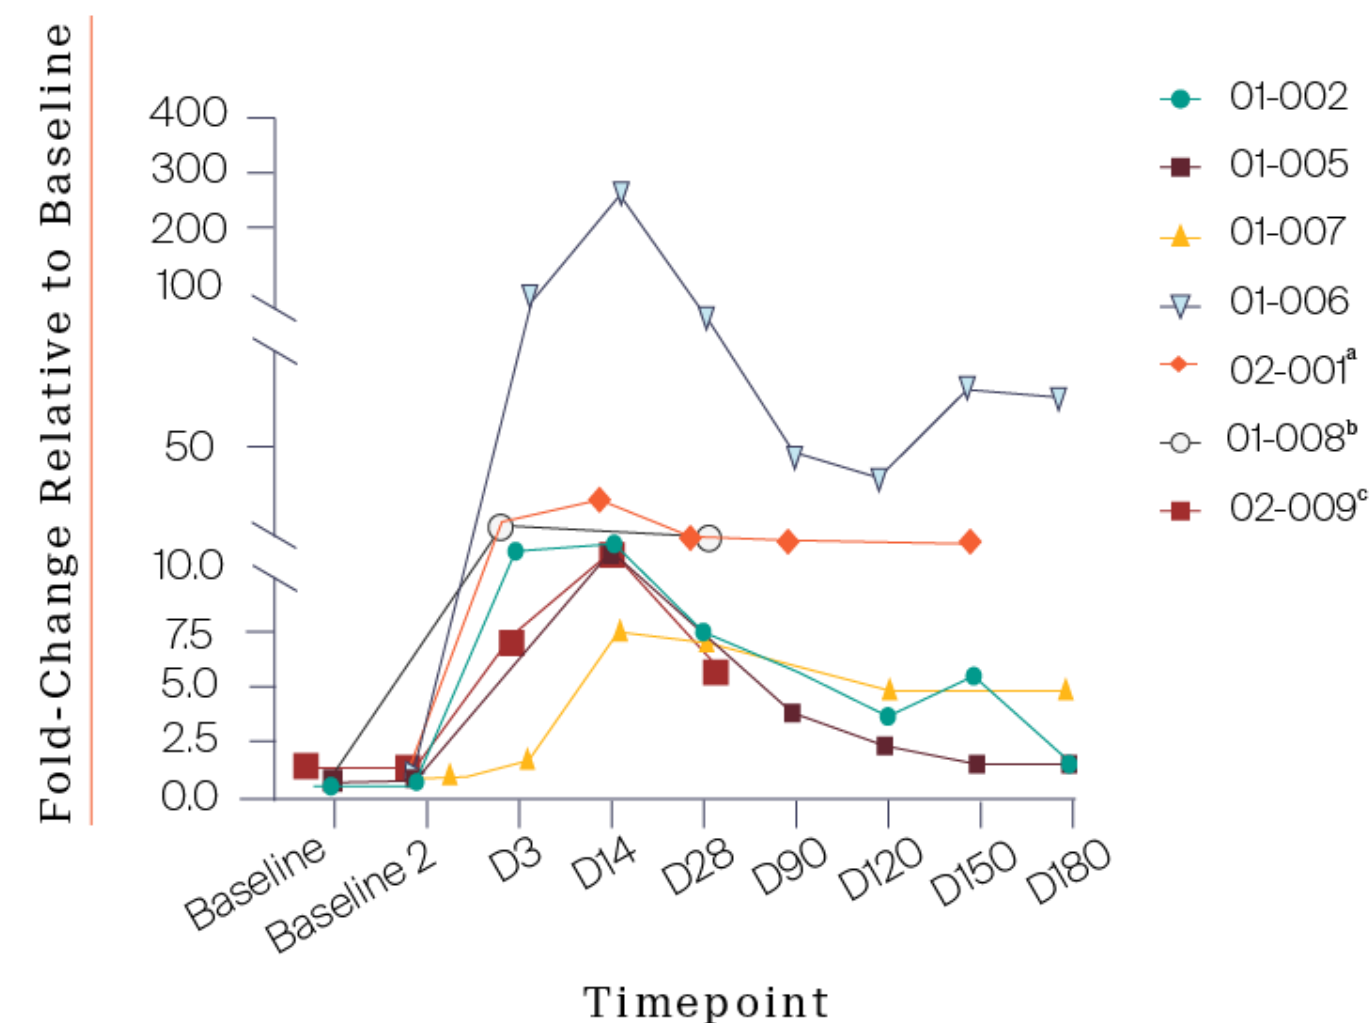 Fold-Change Relative to Baseline
400
300
200
100
50
10.0
7.5
5.0
2.5
0.0
Baseline
Baseline 2
D3
D14
D28
D90
D120
D150
D180
Timepoint
01-002
01-005
01-007
01-006
02-001a
01-008b
02-009c